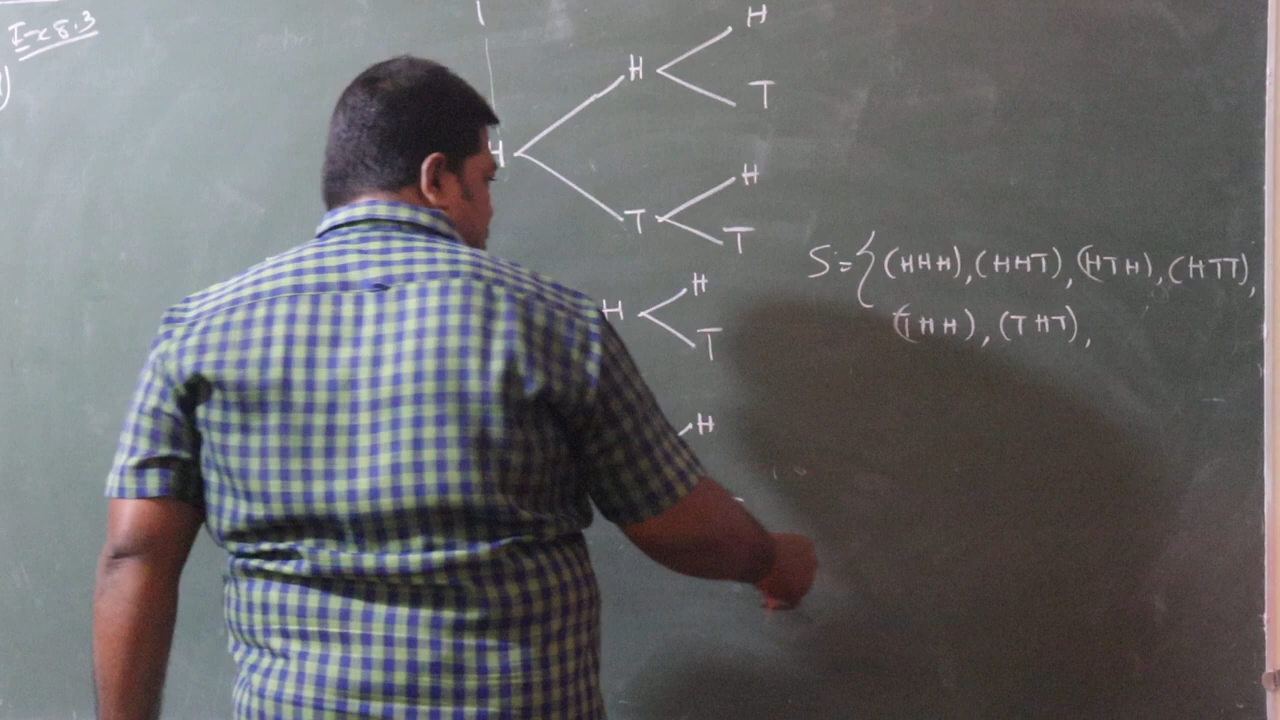 Ex 8.3
H
H
T
H
H
T
T
S = { (HHH), (HHT), (HTH), (HTT),
H
T
H
(THH), (THT),
T
H